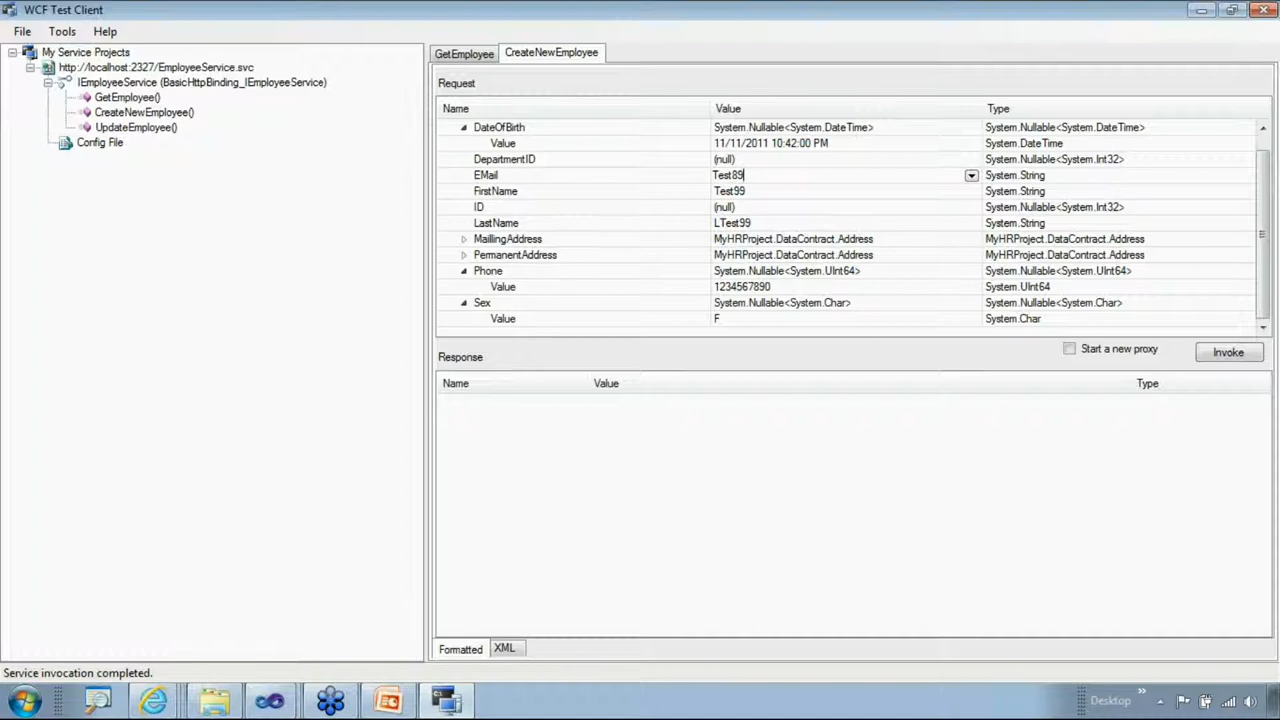 WCF Test Client
File Tools Help
My Service Projects
http://localhost:2327/EmployeeService.svc
IEmployeeService (BasicHttpBinding_IEmployeeService)
GetEmployee()
CreateNewEmployee()
UpdateEmployee()
Config File
GetEmployee CreateNewEmployee
Request
Name Value Type
DateOfBirth System.Nullable<System.DateTime> System.Nullable<System.DateTime>
Value 11/11/2011 10:42:00 PM System.DateTime
DepartmentID (null) System.Nullable<System.Int32>
EMail Test89 System.String
FirstName Test99 System.String
ID (null) System.Nullable<System.Int32>
LastName LTest99 System.String
MaillingAddress MyHRProject.DataContract.Address MyHRProject.DataContract.Address
PermanentAddress MyHRProject.DataContract.Address MyHRProject.DataContract.Address
Phone System.Nullable<System.UInt64> System.Nullable<System.UInt64>
Value 1234567890 System.UInt64
Sex System.Nullable<System.Char> System.Nullable<System.Char>
Value F System.Char
Start a new proxy Invoke
Response
Name Value Type
Formatted XML
Service invocation completed.
Desktop